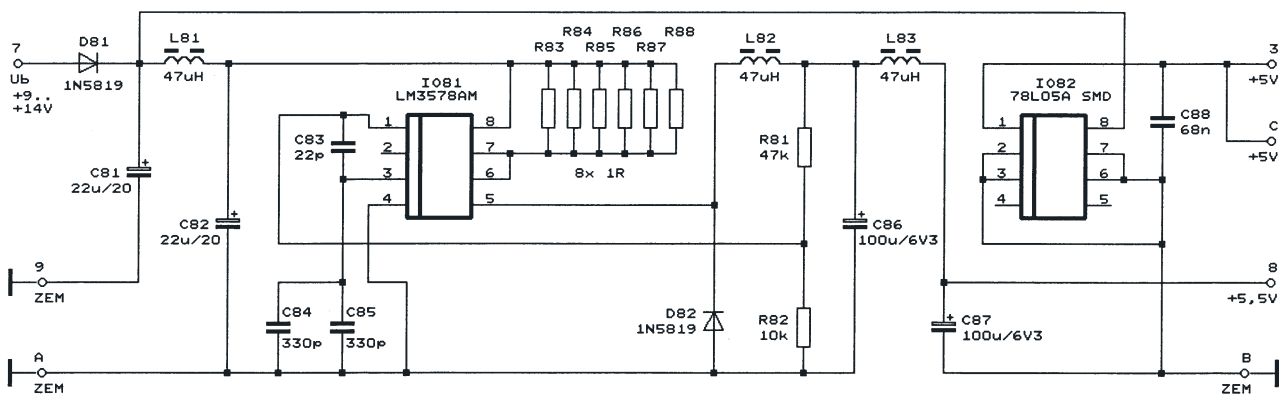 7
Ub
+9..
+14V
D81
1N5819
L81
47uH
C81
22u/20
C82
22u/20
9
ZEM
A
ZEM
C83
22p
C84
330p
C85
330p
IO81
LM3578AM
1
2
3
4
8
7
6
5
R83
R84
R85
R86
R87
R88
8x 1R
L82
47uH
L83
47uH
R81
47k
R82
10k
D82
1N5819
C86
100u/6V3
C87
100u/6V3
IO82
78L05A SMD
1
2
3
4
8
7
6
5
C88
68n
3
+5V
C
+5V
8
+5,5V
B
ZEM